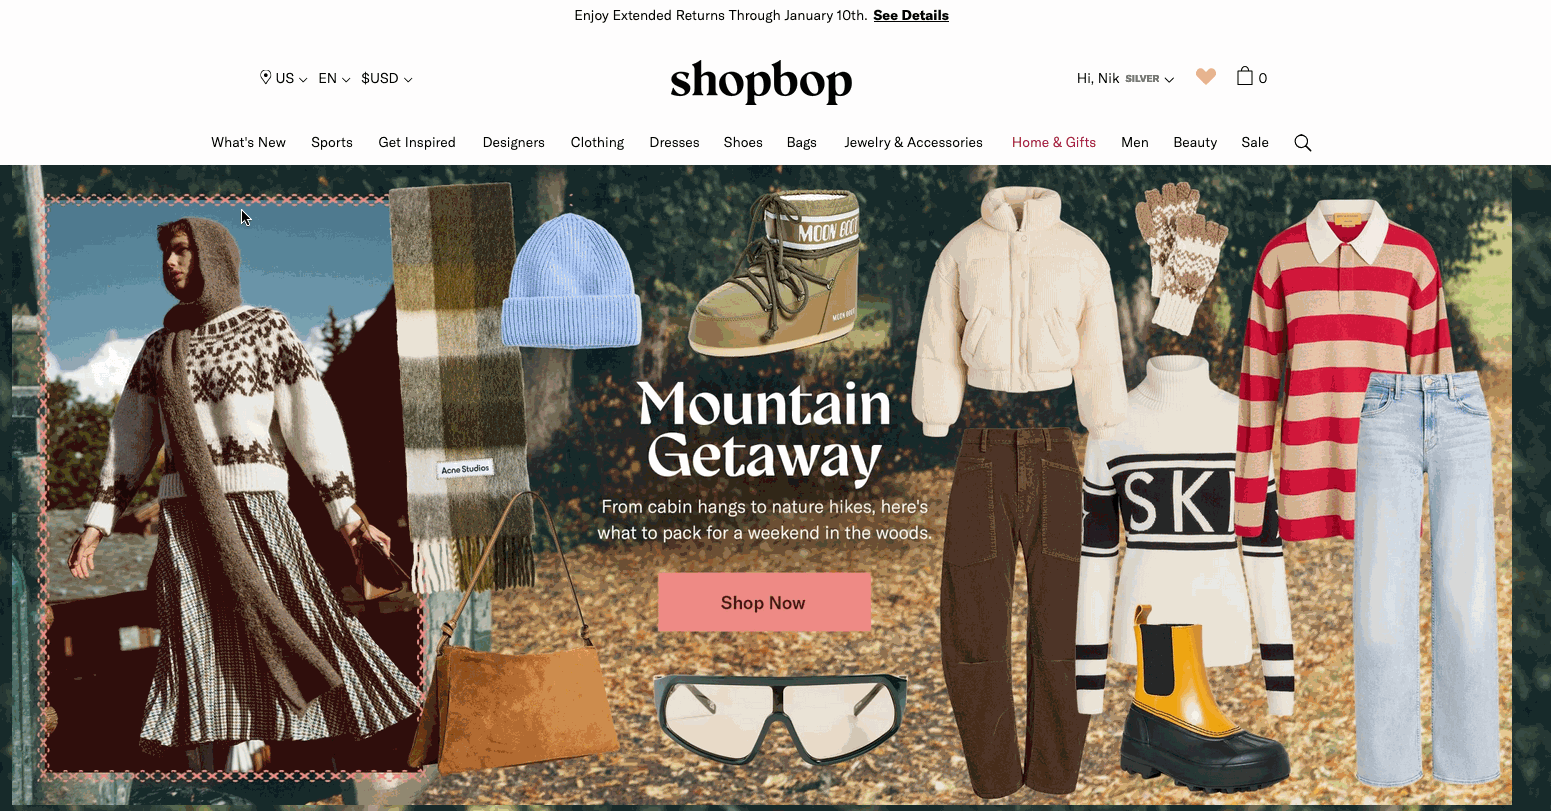 Enjoy Extended Returns Through January 10th. See Details
US EN $USD
shopbop
Hi, Nik SILVER
0
What's New Sports Get Inspired Designers Clothing Dresses Shoes Bags Jewelry & Accessories Home & Gifts Men Beauty Sale
MOON BOOT
MOON BOOT
Mountain
Getaway
Acne Studios
SKI
From cabin hangs to nature hikes, here's
what to pack for a weekend in the woods.
Shop Now